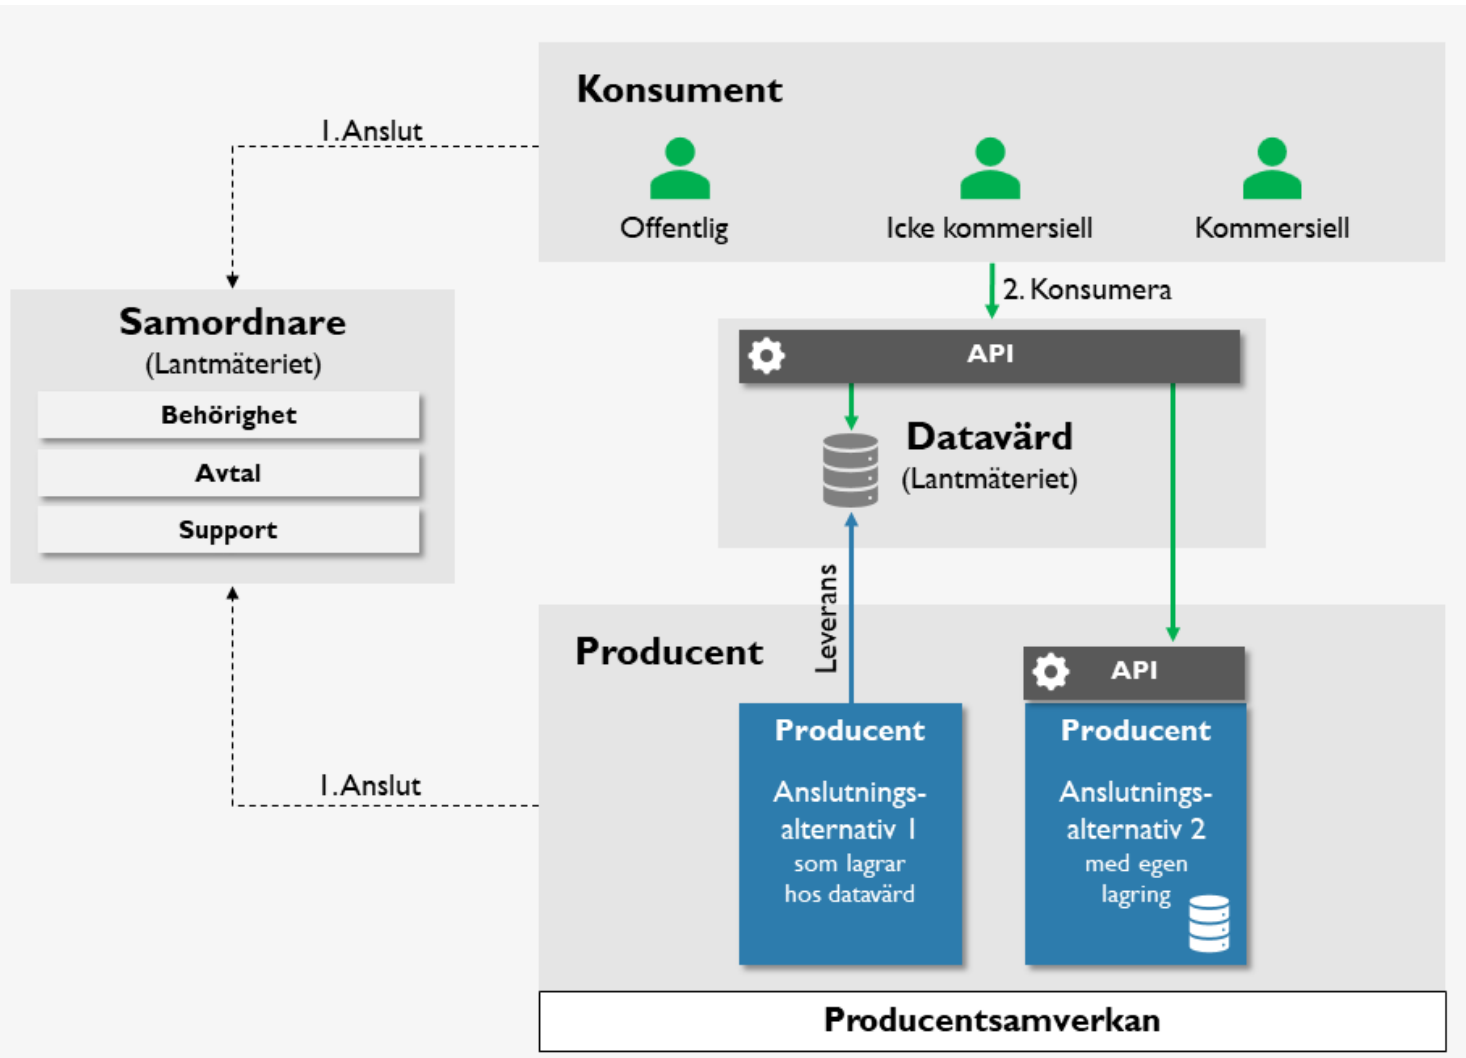 Konsument
1. Anslut
Offentlig
Icke kommersiell
Kommersiell
2. Konsumera
Samordnare
(Lantmäteriet)
Behörighet
Avtal
Support
API
Datavärd
(Lantmäteriet)
Leverans
Producent
API
1. Anslut
Producent
Anslutnings-
alternativ 1
som lagrar
hos datavärd
Producent
Anslutnings-
alternativ 2
med egen
lagring
Producentsamverkan